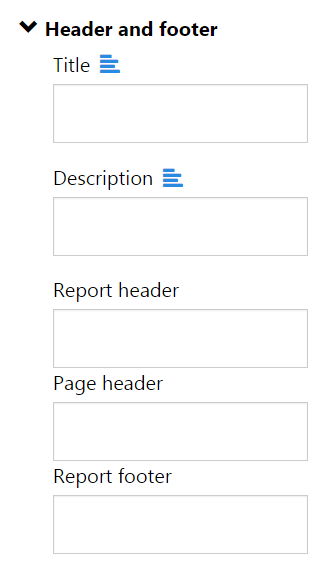 Header and footer
Title
Description
Report header
Page header
Report footer